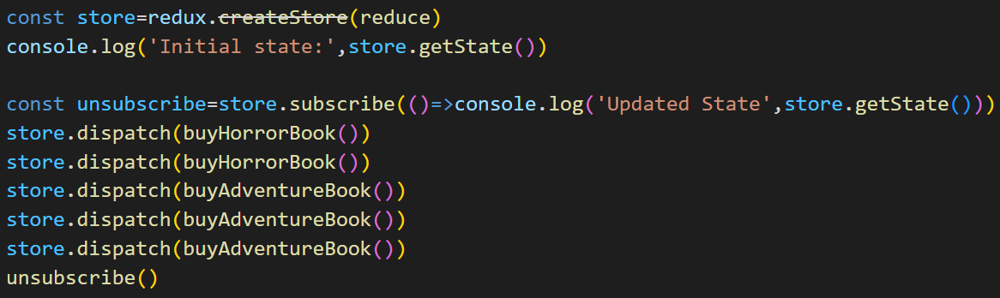 const store=redux.createStore(reduce)
console.log('Initial state:',store.getState())
const unsubscribe=store.subscribe(()=>console.log('Updated State',store.getState()))
store.dispatch(buyHorrorBook())
store.dispatch(buyHorrorBook())
store.dispatch(buyAdventureBook())
store.dispatch(buyAdventureBook())
store.dispatch(buyAdventureBook())
unsubscribe()